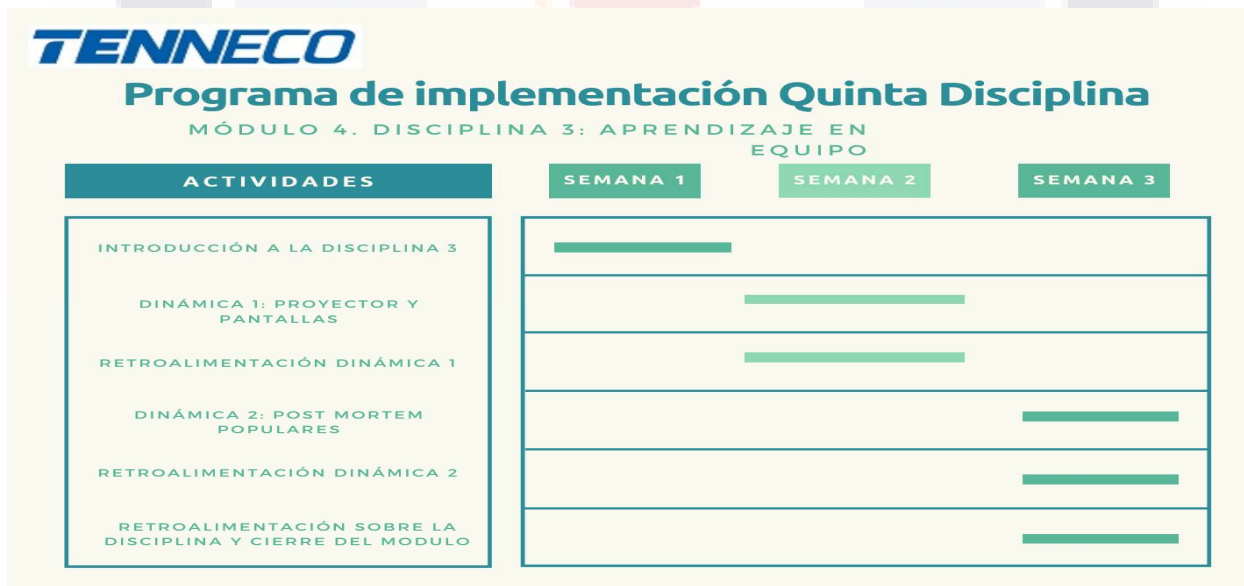 TENNECO
Programa de implementación Quinta Disciplina
MÓDULO 4. DISCIPLINA 3: APRENDIZAJE EN
EQUIPO
ACTIVIDADES
SEMANA 1
SEMANA 2
SEMANA 3
INTRODUCCIÓN A LA DISCIPLINA 3
DINÁMICA 1: PROYECTOR Y
PANTALLAS
RETROALIMENTACIÓN DINÁMICA 1
DINÁMICA 2: POST MORTEM
POPULARES
RETROALIMENTACIÓN DINÁMICA 2
RETROALIMENTACIÓN SOBRE LA
DISCIPLINA Y CIERRE DEL MODULO